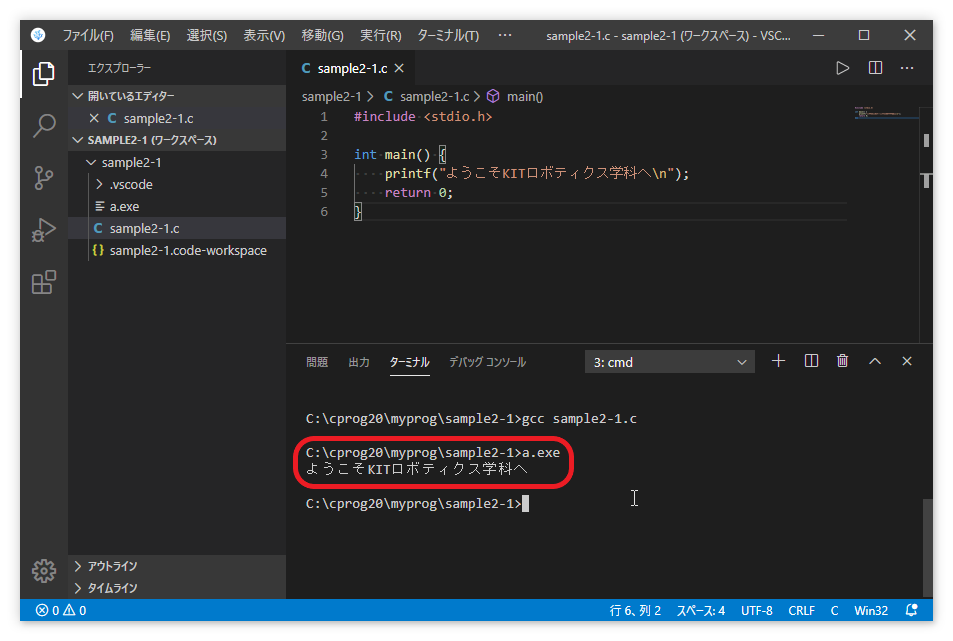 ファイル(F) 編集(E) 選択(S) 表示(V) 移動(G) 実行(R) ターミナル(T) ··· sample2-1.c - sample2-1 (ワークスペース) - VSC...
エクスプローラー
開いているエディター
C sample2-1.c
SAMPLE2-1 (ワークスペース)
sample2-1
.vscode
a.exe
C sample2-1.c
{} sample2-1.code-workspace
アウトライン
タイムライン
C sample2-1.c
sample2-1 > C sample2-1.c > main()
1 #include <stdio.h>
2
3 int main() {
4 ····printf("ようこそKITロボティクス学科へ\n");
5 ····return 0;
6 }
問題 出力 ターミナル デバッグ コンソール 3: cmd
C:\cprog20\myprog\sample2-1>gcc sample2-1.c
C:\cprog20\myprog\sample2-1>a.exe
ようこそKITロボティクス学科へ
C:\cprog20\myprog\sample2-1>
0 0 行 6、列 2 スペース: 4 UTF-8 CRLF C Win32